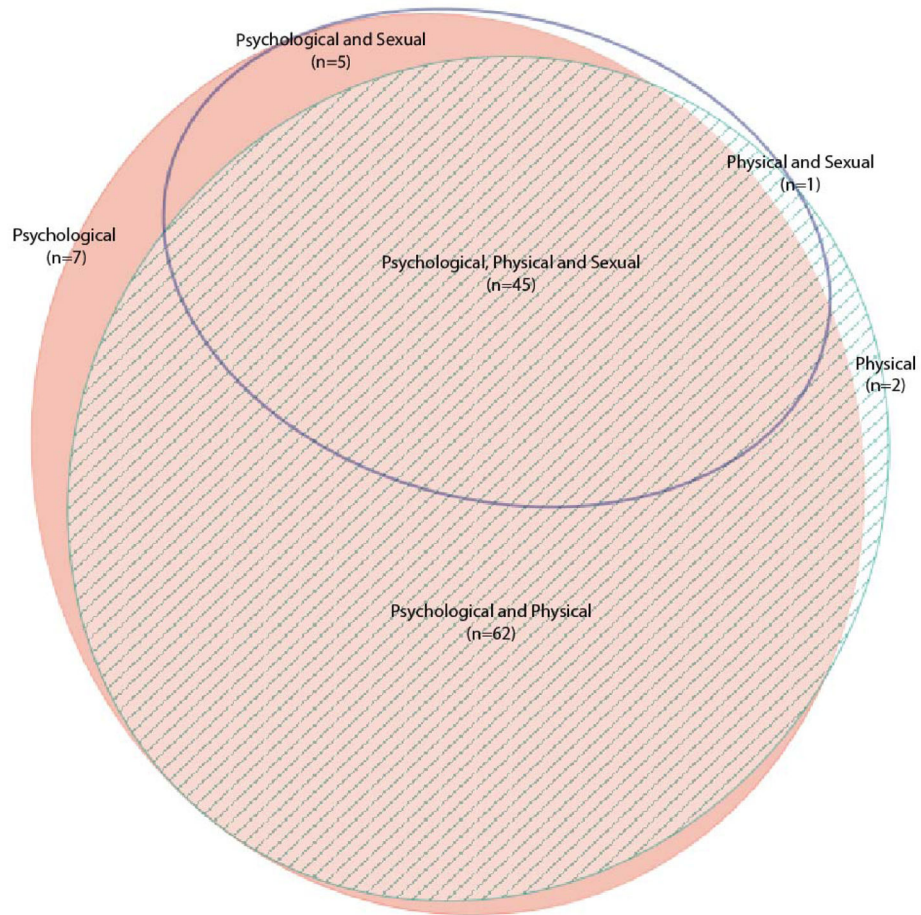 Psychological and Sexual
(n=5)
Physical and Sexual
(n=1)
Psychological
(n=7)
Psychological, Physical and Sexual
(n=45)
Physical
(n=2)
Psychological and Physical
(n=62)